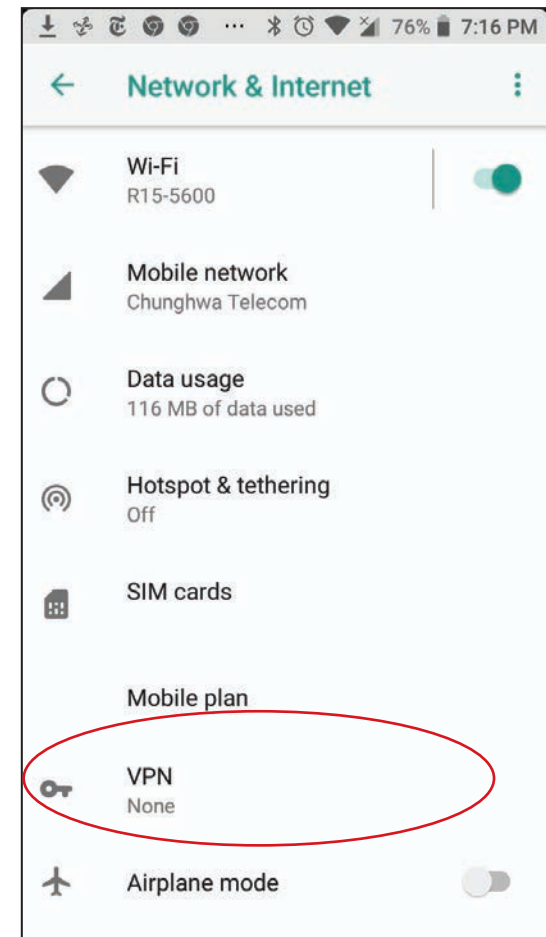 76% 7:16 PM
Network & Internet
Wi-Fi
R15-5600
Mobile network
Chunghwa Telecom
Data usage
116 MB of data used
Hotspot & tethering
Off
SIM cards
Mobile plan
VPN
None
Airplane mode